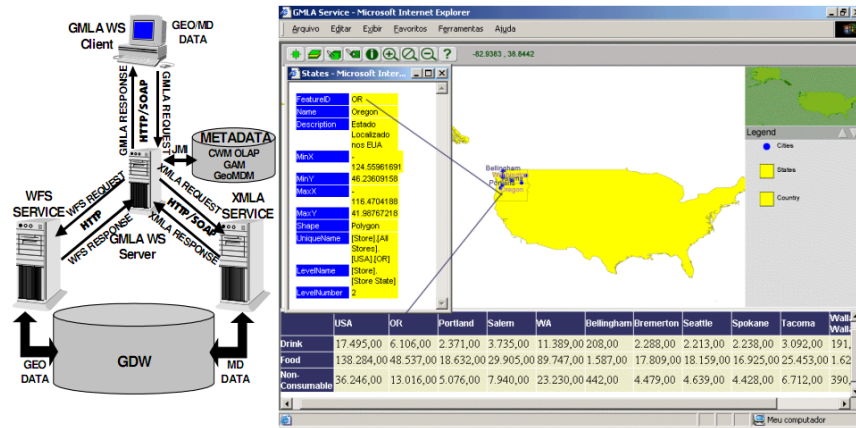 GMLA WS
Client
GEO/MD
DATA
GMLA RESPONSE
HTTP/SOAP
GMLA REQUEST
METADATA
CWM OLAP
GAM
GeoMDM
JMI
WFS
SERVICE
WFS REQUEST
HTTP
WFS RESPONSE
XMLA REQUEST
HTTP/SOAP
XMLA RESPONSE
XMLA
SERVICE
GMLA WS
Server
GDW
GEO
DATA
MD
DATA
GMLA Service - Microsoft Internet Explorer
Arquivo Editar Exibir Favoritos Ferramentas Ajuda
-82.9383 , 38.8442
States - Microsoft Inter...
FeatureID OR
Name Oregon
Description Estado
Localizado
nos EUA
MinX -
124.55961691
MinY 46.23609158
MaxX -
116.4704188
MaxY 41.98767218
Shape Polygon
UniqueName [Store].[All
Stores].
[USA].[OR]
LevelName [Store].
[Store State]
LevelNumber 2
Bellingham
Oregon
Legend
Cities
States
Country
USA OR Portland Salem WA Bellingham Bremerton Seattle Spokane Tacoma Walla
Walla
Drink 17.495,00 6.106,00 2.371,00 3.735,00 11.389,00 208,00 2.288,00 2.213,00 2.238,00 3.092,00 191,
Food 138.284,00 48.537,00 18.632,00 29.905,00 89.747,00 1.587,00 17.809,00 18.159,00 16.925,00 25.453,00 1.62
Non-
Consumable 36.246,00 13.016,00 5.076,00 7.940,00 23.230,00 442,00 4.479,00 4.639,00 4.428,00 6.712,00 390,
Meu computador